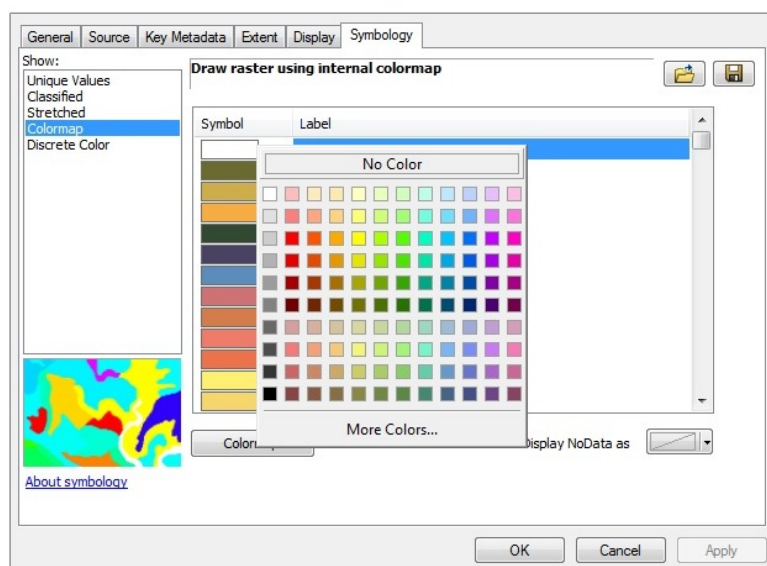 General Source Key Metadata Extent Display Symbology
Show:
Unique Values
Classified
Stretched
Colormap
Discrete Color
Draw raster using internal colormap
Symbol Label
No Color
More Colors...
Display NoData as
About symbology
OK Cancel Apply